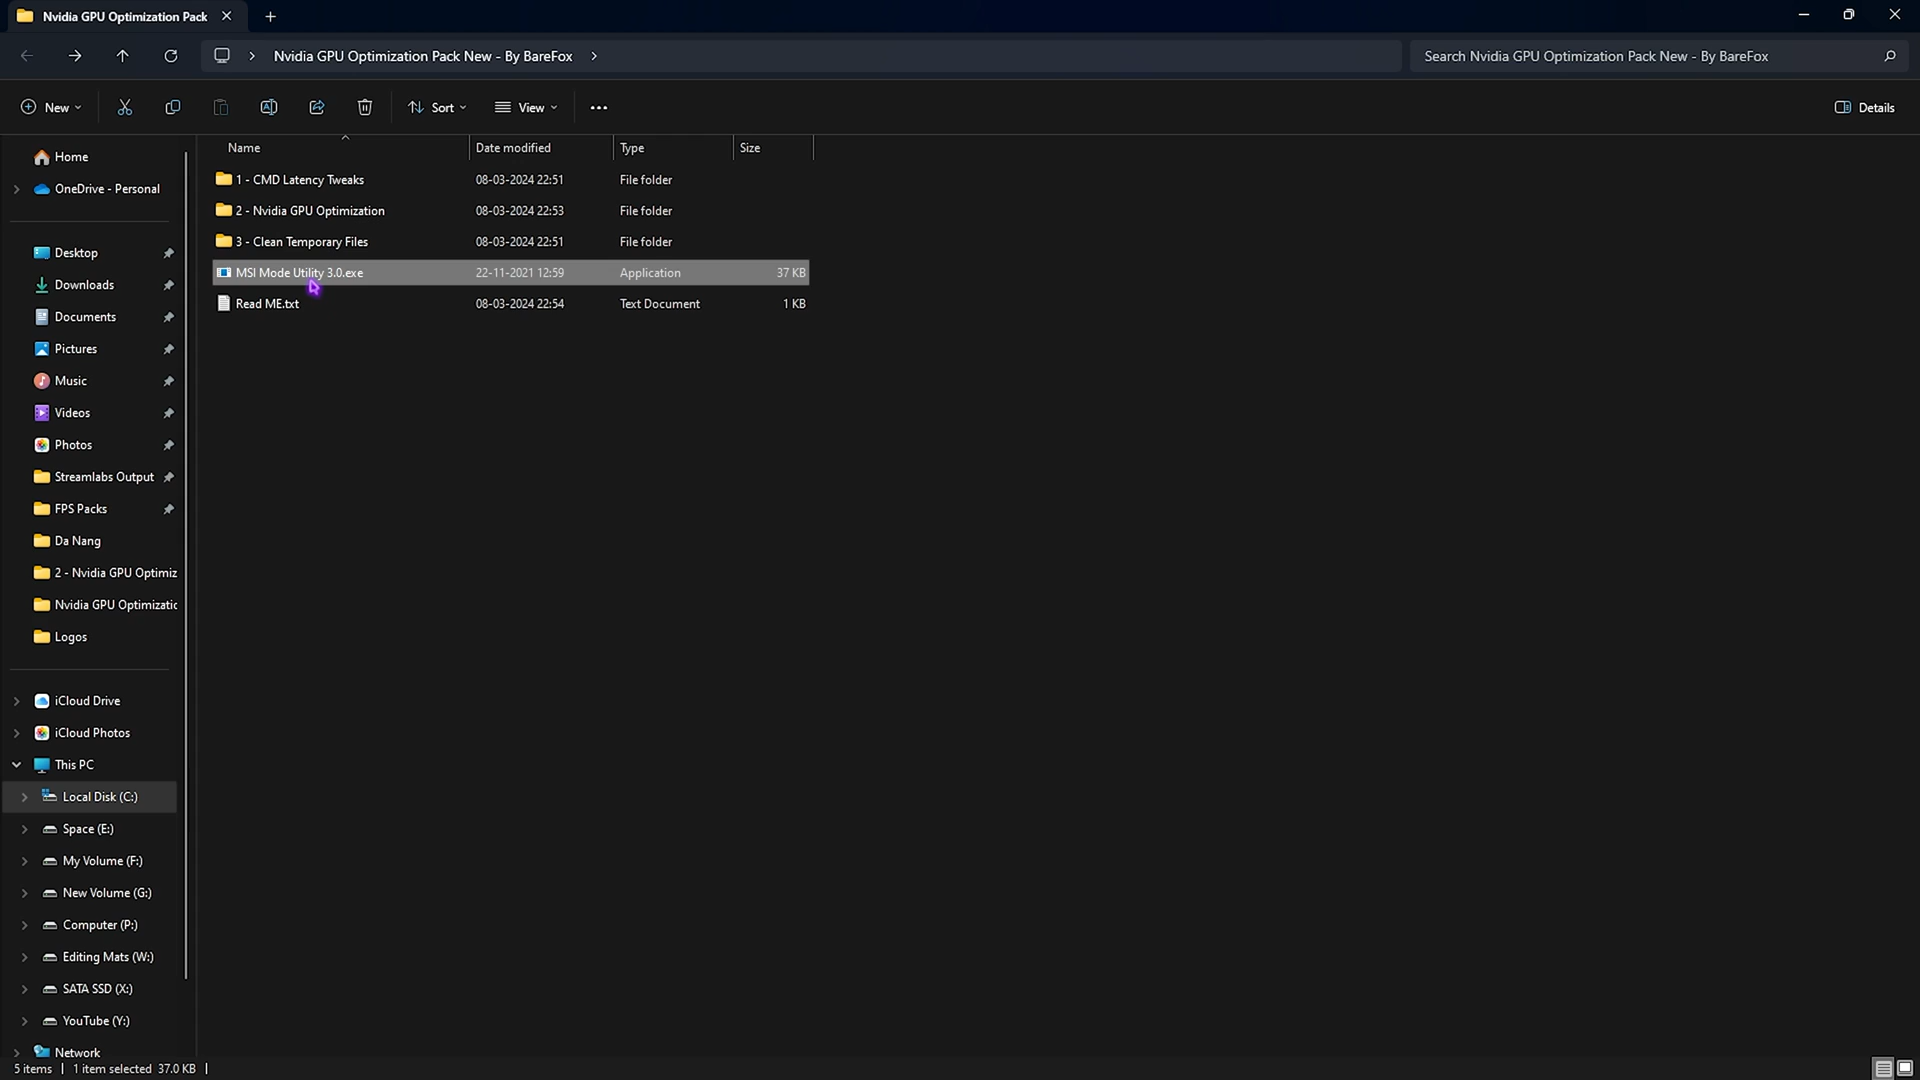 Nvidia GPU Optimization Pack
Nvidia GPU Optimization Pack New - By BareFox
Search Nvidia GPU Optimization Pack New - By BareFox
New
Sort
View
Details
Name Date modified Type Size
1 - CMD Latency Tweaks 08-03-2024 22:51 File folder
2 - Nvidia GPU Optimization 08-03-2024 22:53 File folder
3 - Clean Temporary Files 08-03-2024 22:51 File folder
MSI Mode Utility 3.0.exe 22-11-2021 12:59 Application 37 KB
Read ME.txt 08-03-2024 22:54 Text Document 1 KB
Home
OneDrive - Personal
Desktop
Downloads
Documents
Pictures
Music
Videos
Photos
Streamlabs Output
FPS Packs
Da Nang
2 - Nvidia GPU Optimiz
Nvidia GPU Optimizatic
Logos
iCloud Drive
iCloud Photos
This PC
Local Disk (C:)
Space (E:)
My Volume (F:)
New Volume (G:)
Computer (P:)
Editing Mats (W:)
SATA SSD (X:)
YouTube (Y:)
Network
5 items 1 item selected 37.0 KB